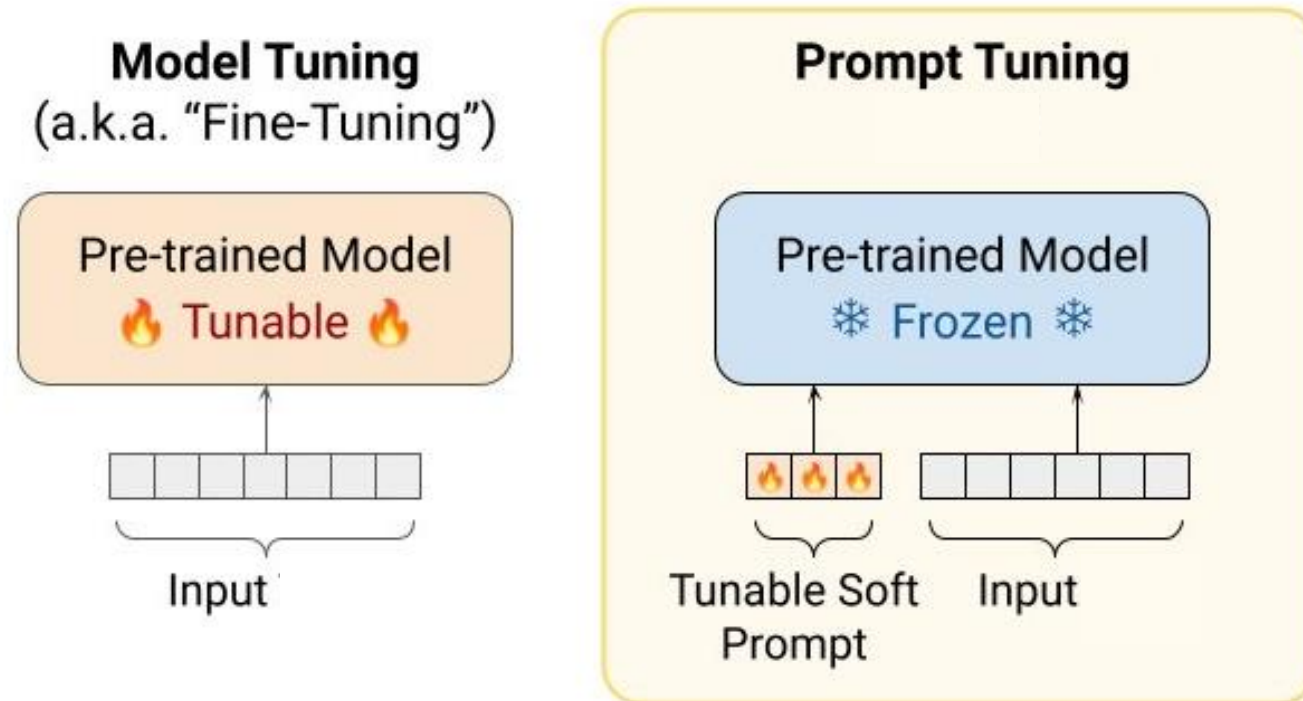 Model Tuning
(a.k.a. “Fine-Tuning”)
Pre-trained Model
🔥 Tunable 🔥
Input
Prompt Tuning
Pre-trained Model
❄ Frozen ❄
Tunable Soft
Prompt
Input